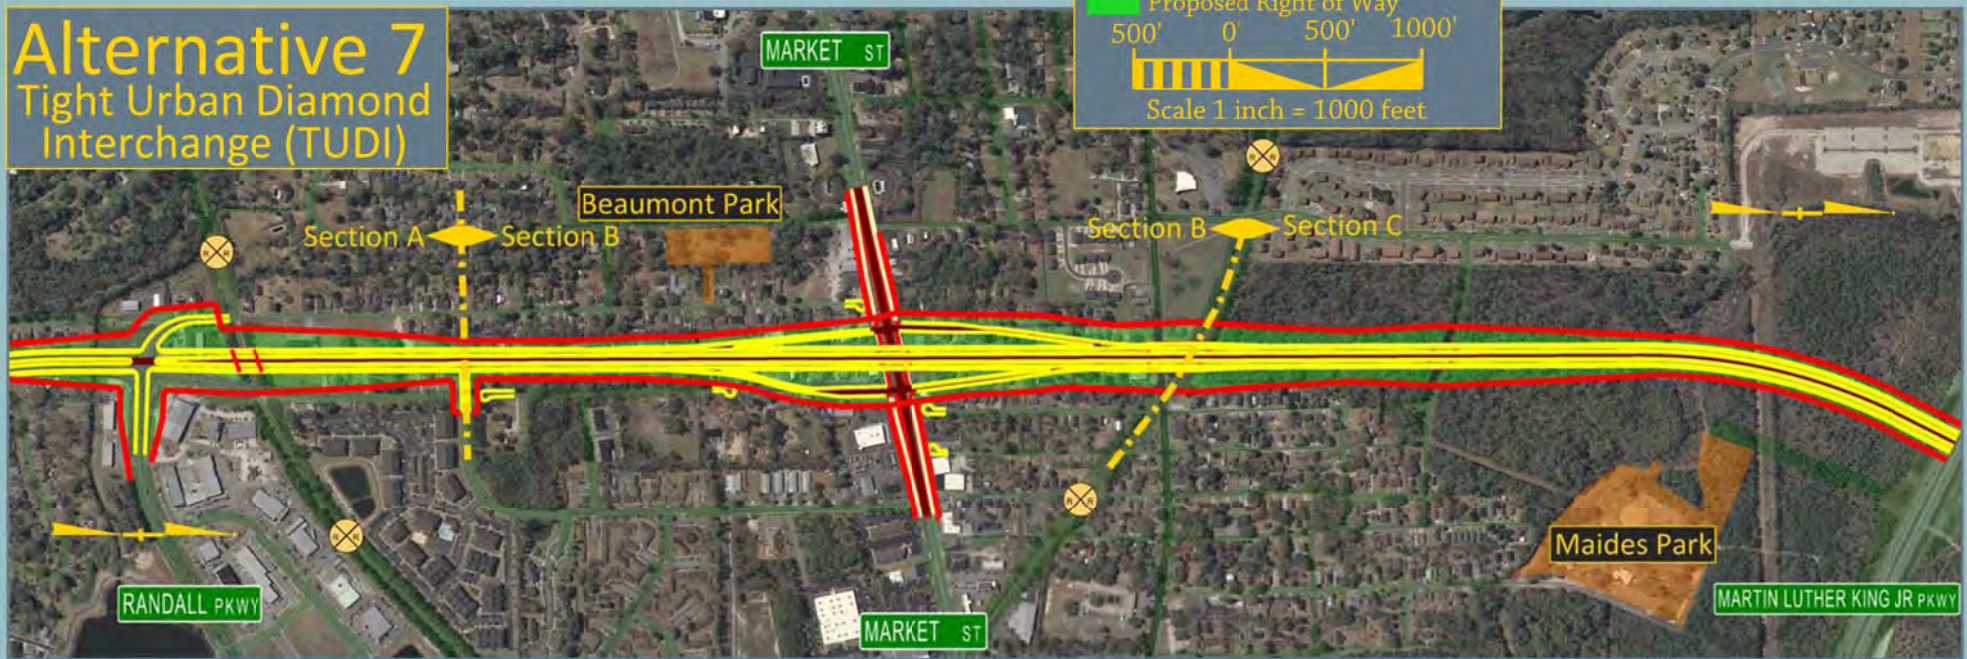 Alternative 7
Tight Urban Diamond
Interchange (TUDI)
MARKET ST
Proposed Right of Way
500' 0' 500' 1000'
Scale 1 inch = 1000 feet
R R
Beaumont Park
Section A Section B
Section B Section C
R R
R R
R R
Maides Park
RANDALL PKWY
MARKET ST
MARTIN LUTHER KING JR PKWY